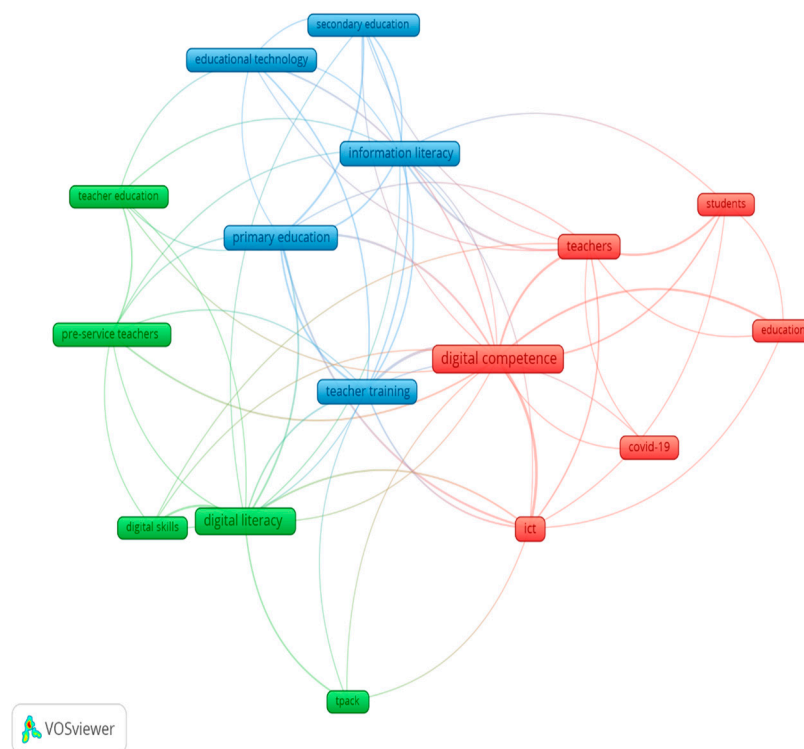 secondary education
educational technology
information literacy
teacher education
students
primary education
teachers
pre-service teachers
education
digital competence
teacher training
covid-19
digital literacy
digital skills
ict
tpack
VOSviewer